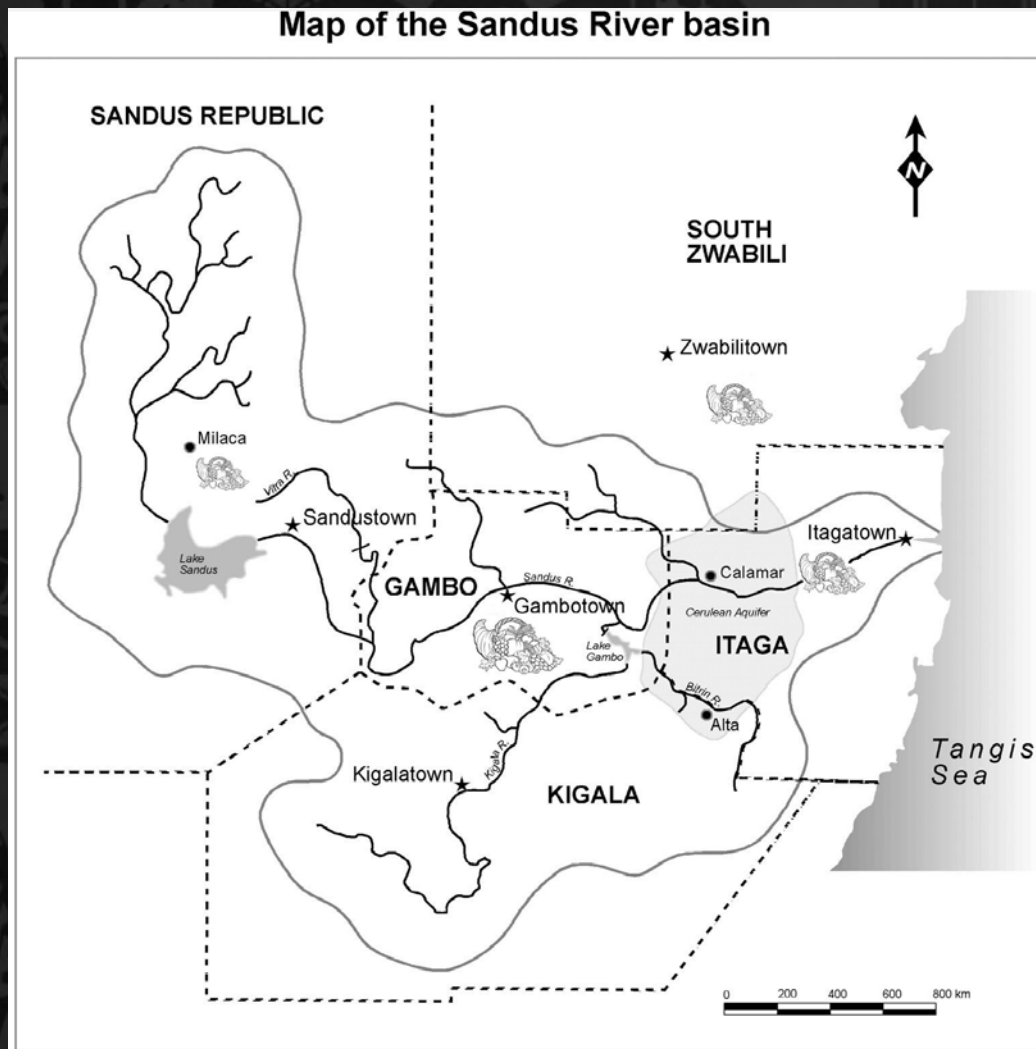 Map of the Sandus River basin
SANDUS REPUBLIC
N
SOUTH
ZWABILI
Zwabilitown
Milaca
Vitra R.
Sandustown
Itagatown
Lake
Sandus
Calamar
Sandus R.
GAMBO
Gambotown
Cerulean Aquifer
Lake
Gambo
ITAGA
Bitrin R.
Alta
Kigala R.
Tangis
Sea
Kigalatown
KIGALA
0 200 400 600 800 km